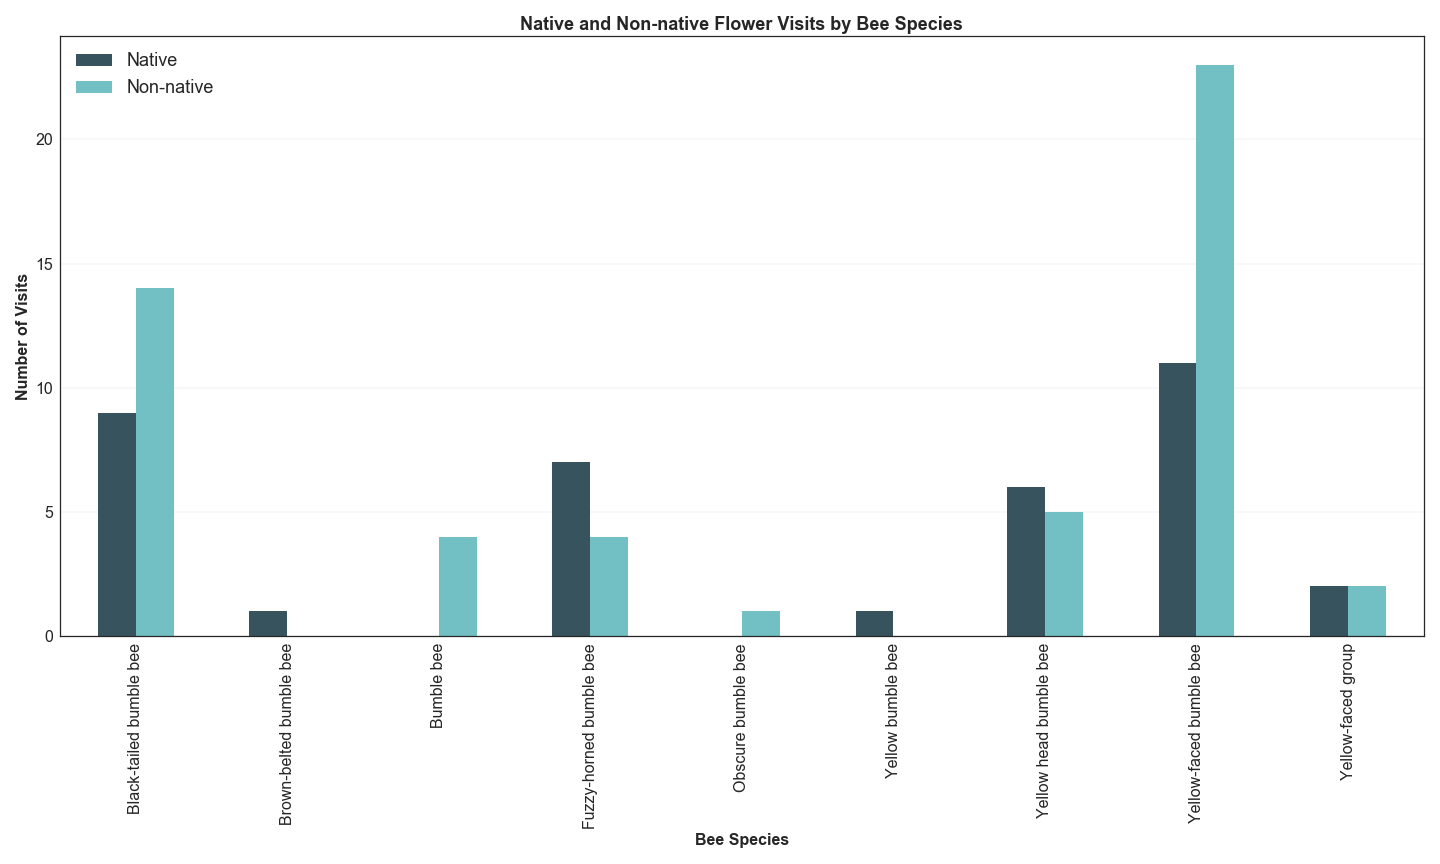 Native and Non-native Flower Visits by Bee Species
Native
Non-native
20
15
10
5
0
Number of Visits
Black-tailed bumble bee
Brown-belted bumble bee
Bumble bee
Fuzzy-horned bumble bee
Obscure bumble bee
Yellow bumble bee
Yellow head bumble bee
Yellow-faced bumble bee
Yellow-faced group
Bee Species